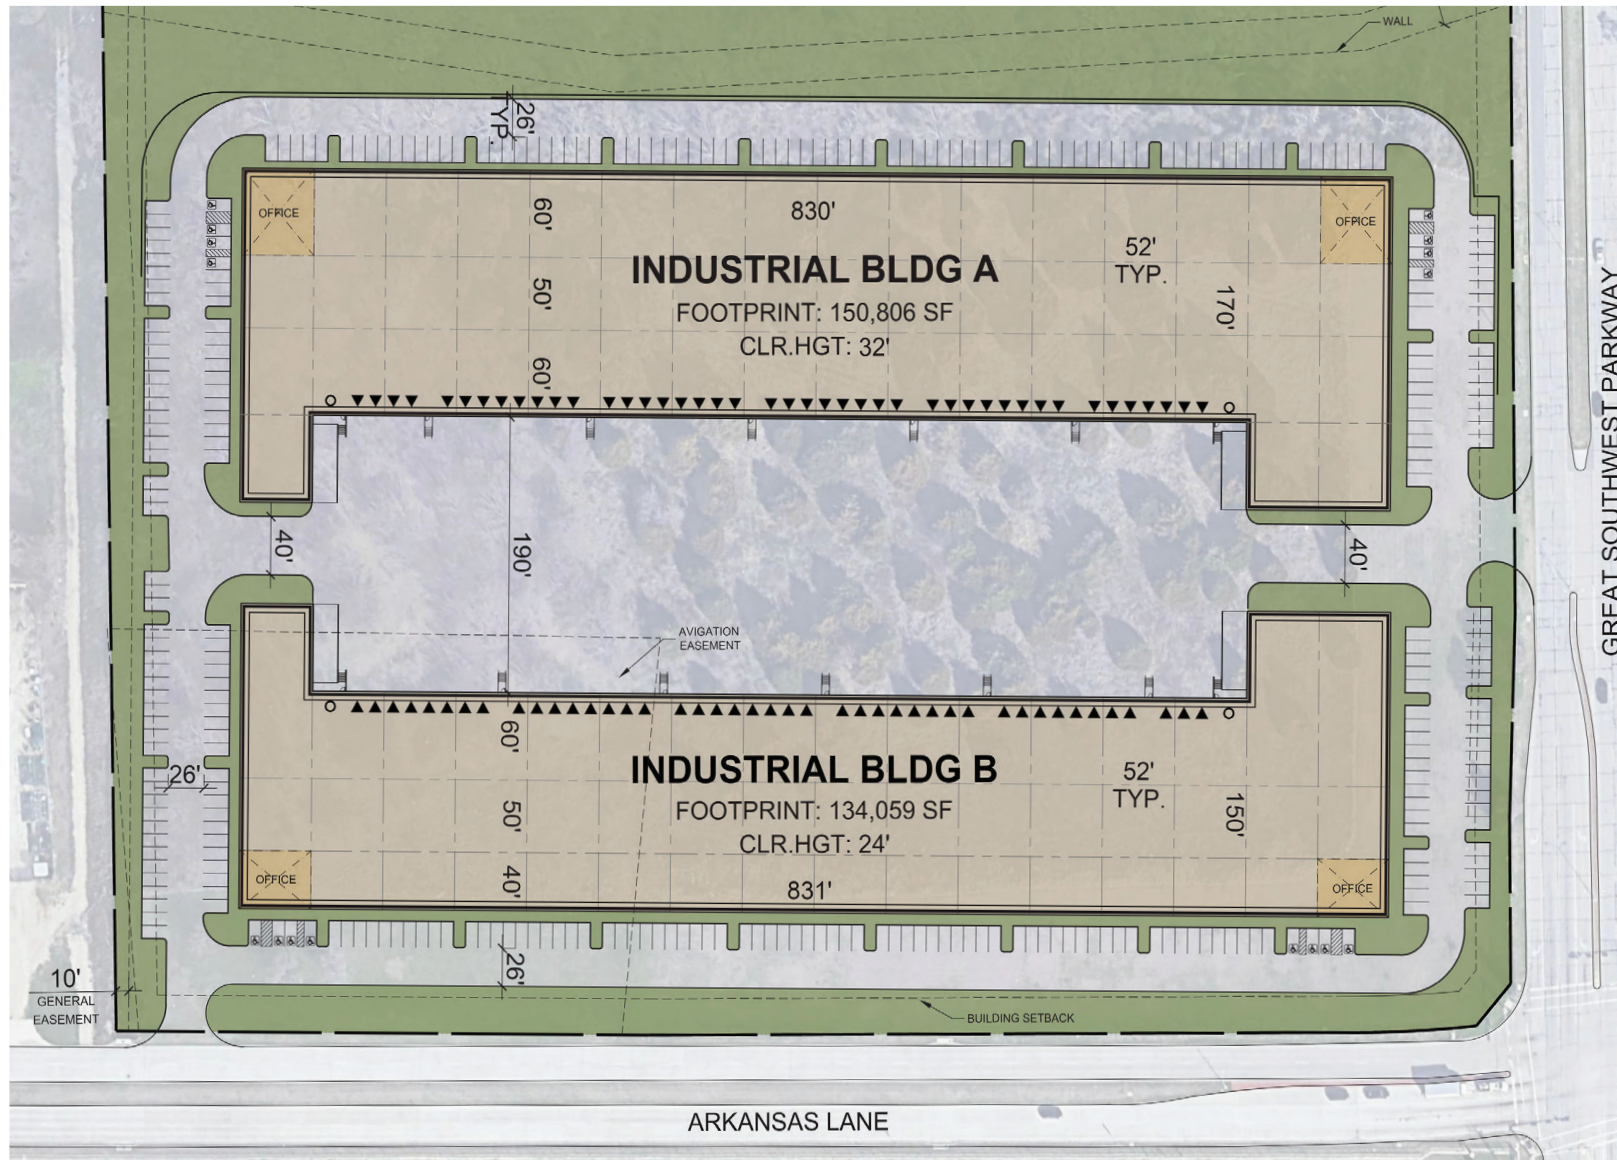 WALL
26'
TYP.
OFFICE
60'
830'
OFFICE
52'
TYP.
INDUSTRIAL BLDG A
50'
170'
FOOTPRINT: 150,806 SF
CLR.HGT: 32'
60'
GREAT SOUTHWEST PARKWAY
40'
190'
40'
AVIGATION
EASEMENT
60'
INDUSTRIAL BLDG B
52'
TYP.
26'
50'
FOOTPRINT: 134,059 SF
150'
CLR.HGT: 24'
OFFICE
40'
831'
OFFICE
26'
10'
GENERAL
EASEMENT
BUILDING SETBACK
ARKANSAS LANE